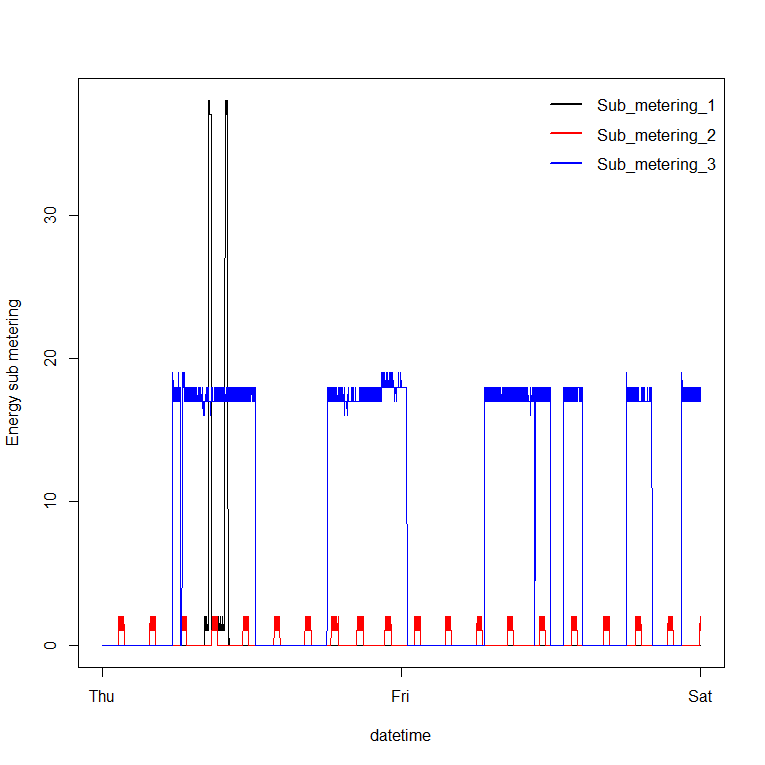 Sub_metering_1
Sub_metering_2
Sub_metering_3
Energy sub metering
30
20
10
0
Thu
Fri
Sat
datetime